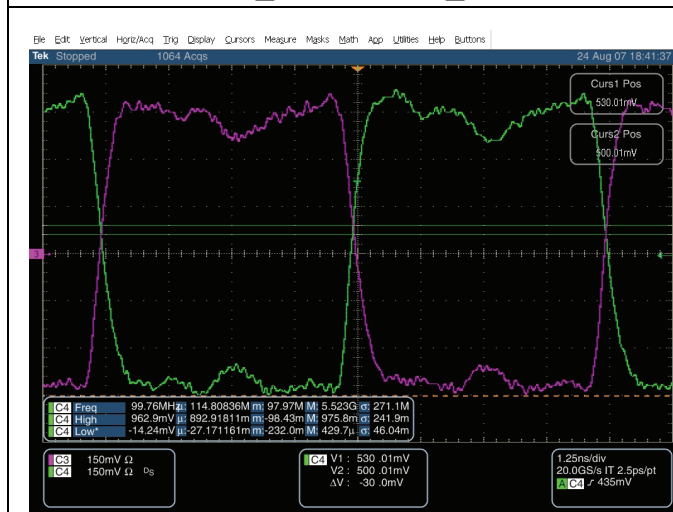 File Edit Vertical Horiz/Acq Trig Display Cursors Measure Masks Math App Utilities Help Buttons
Tek Stopped 1064 Acqs 24 Aug 07 18:41:37
Curs1 Pos
530.01mV
Curs2 Pos
500.01mV
3
C4 Freq 99.76MHz µ: 114.80836M m: 97.97M M: 5.523G σ: 271.1M
C4 High 962.9mV µ: 892.91811m m: -98.43m M: 975.8m σ: 241.9m
C4 Low* -14.24mV µ: -27.171161m m: -232.0m M: 429.7µ σ: 46.04m
C3 150mV Ω
C4 150mV Ω Ds
C4 V1 : 530 .01mV
V2 : 500 .01mV
ΔV : -30 .0mV
1.25ns/div
20.0GS/s IT 2.5ps/pt
A C4 ∫ 435mV